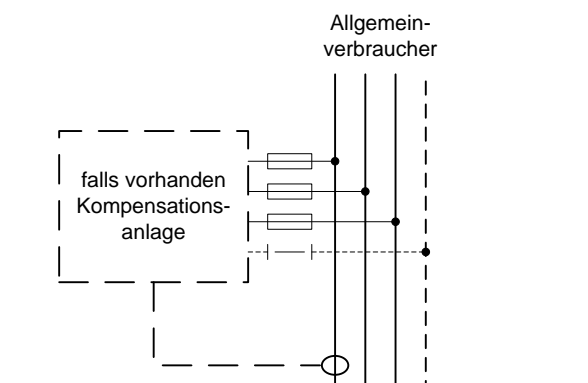 Allgemein-
verbraucher
falls vorhanden
Kompensations-
anlage